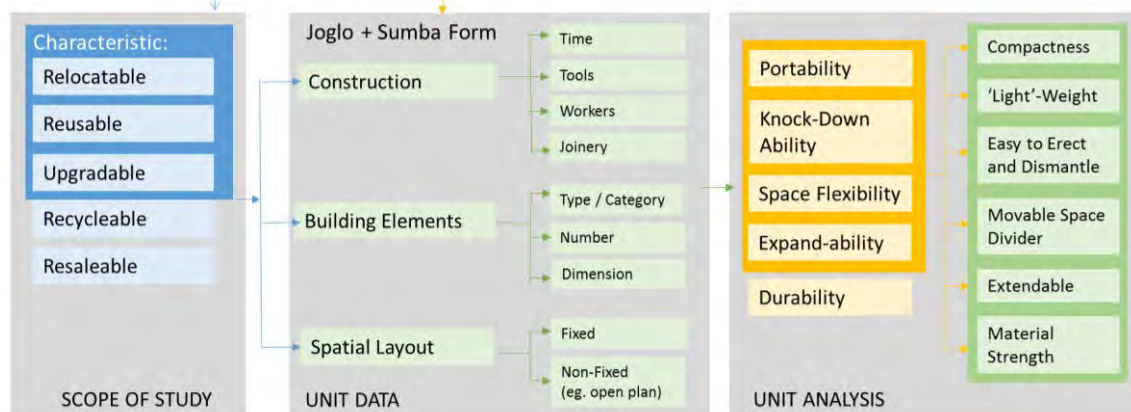 Characteristic:
Relocatable
Reusable
Upgradable
Recycleable
Resaleable
SCOPE OF STUDY
Joglo + Sumba Form
Construction
Time
Tools
Workers
Joinery
Building Elements
Type / Category
Number
Dimension
Spatial Layout
Fixed
Non-Fixed
(eg. open plan)
UNIT DATA
Portability
Knock-Down
Ability
Space Flexibility
Expand-ability
Durability
Compactness
‘Light’-Weight
Easy to Erect
and Dismantle
Movable Space
Divider
Extendable
Material
Strength
UNIT ANALYSIS